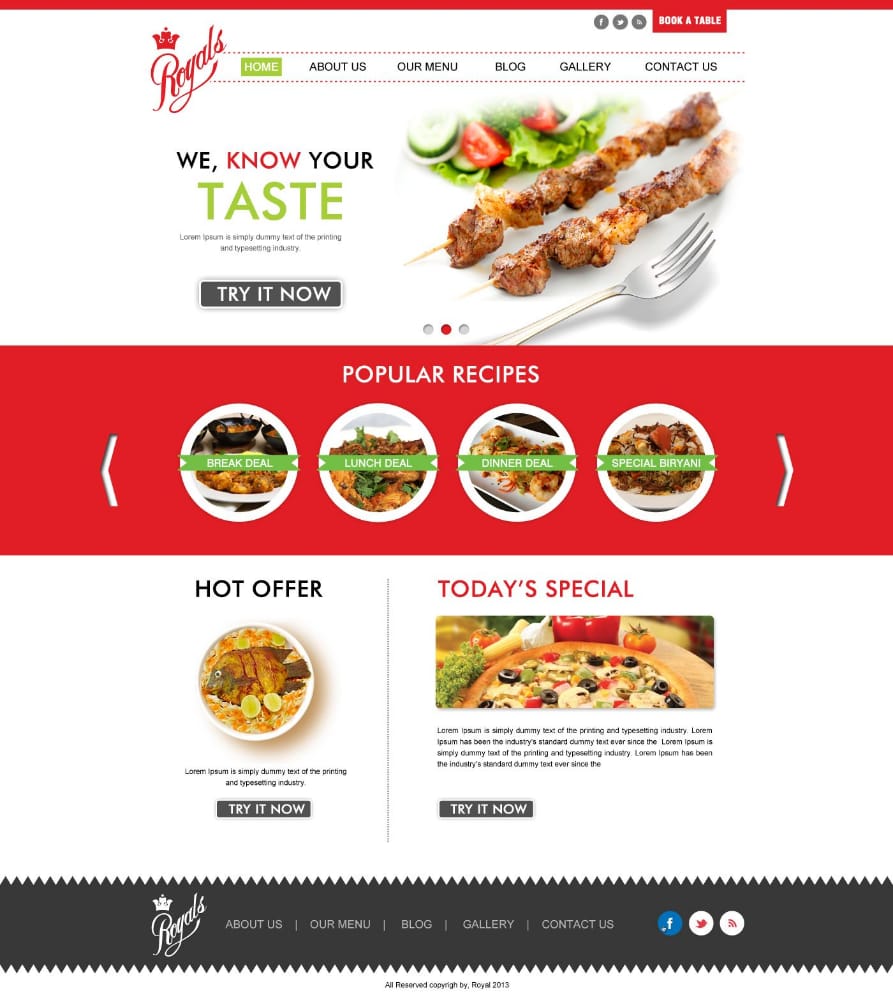 BOOK A TABLE
Royals
HOME ABOUT US OUR MENU BLOG GALLERY CONTACT US
WE, KNOW YOUR
TASTE
Lorem Ipsum is simply dummy text of the printing
and typesetting industry.
TRY IT NOW
POPULAR RECIPES
BREAK DEAL LUNCH DEAL DINNER DEAL SPECIAL BIRYANI
HOT OFFER
Lorem Ipsum is simply dummy text of the printing
and typesetting industry.
TRY IT NOW
TODAY'S SPECIAL
Lorem Ipsum is simply dummy text of the printing and typesetting industry. Lorem
Ipsum has been the industry's standard dummy text ever since the Lorem Ipsum is
simply dummy text of the printing and typesetting industry. Lorem Ipsum has been
the industry's standard dummy text ever since the
TRY IT NOW
Royals
ABOUT US | OUR MENU | BLOG | GALLERY | CONTACT US
All Reserved copyrigh by, Royal 2013